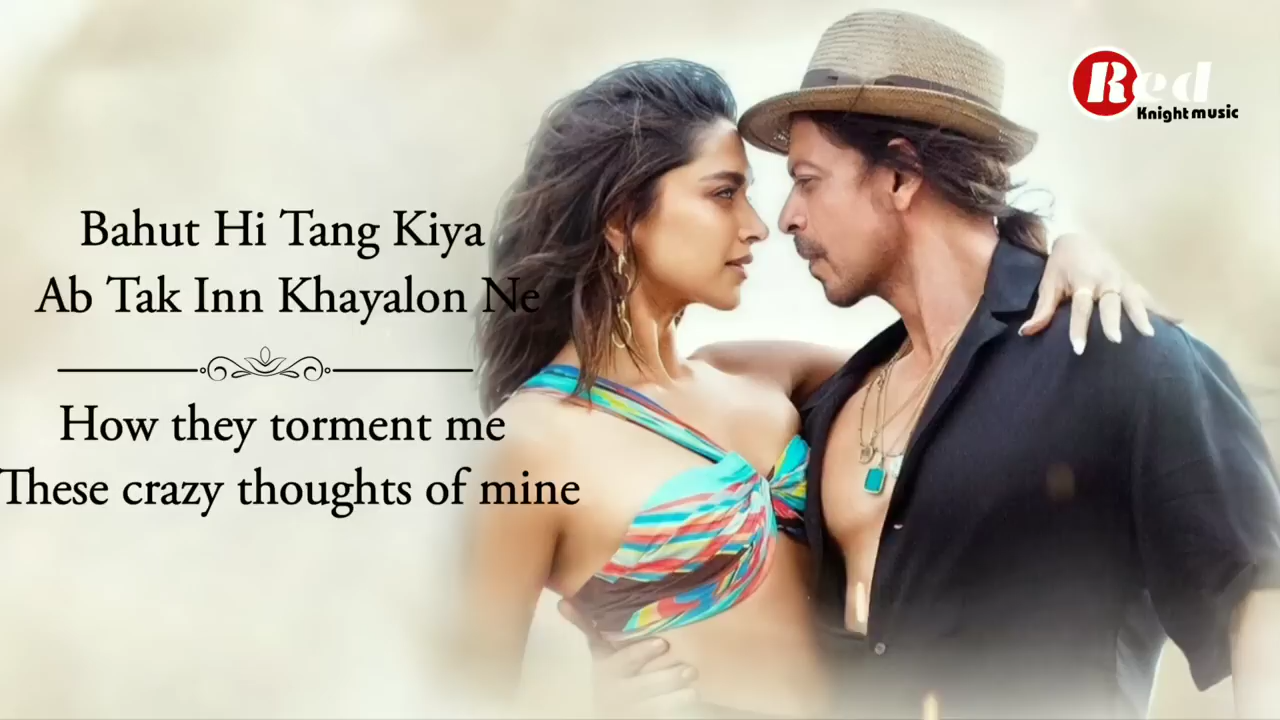 Red
Knight music
Bahut Hi Tang Kiya
Ab Tak Inn Khayalon Ne
How they torment me
These crazy thoughts of mine